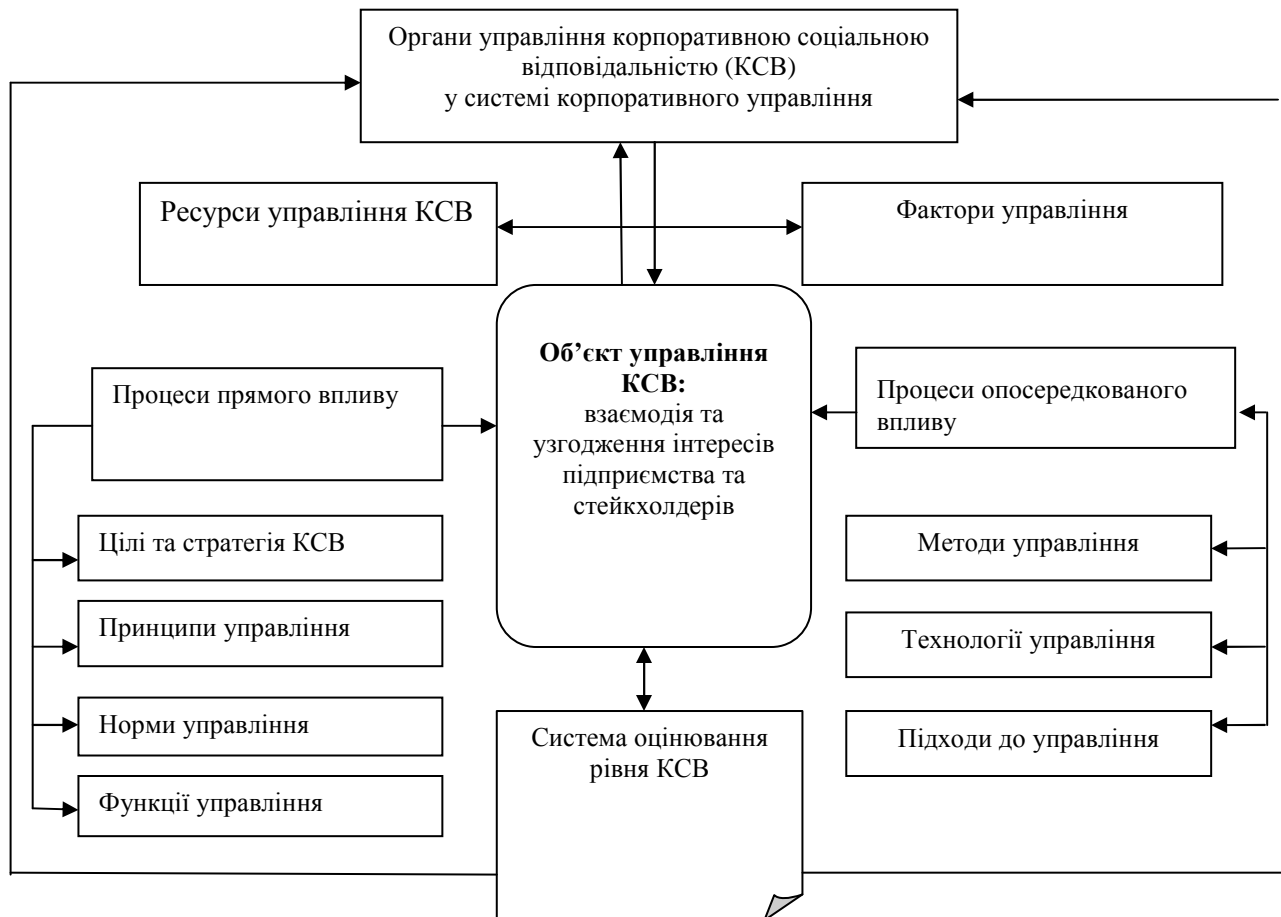 Органи управління корпоративною соціальною
відповідальністю (КСВ)
у системі корпоративного управління
Ресурси управління КСВ
Фактори управління
Об’єкт управління
КСВ:
взаємодія та
узгодження інтересів
підприємства та
стейкхолдерів
Процеси прямого впливу
Процеси опосередкованого
впливу
Цілі та стратегія КСВ
Принципи управління
Норми управління
Функції управління
Методи управління
Технології управління
Підходи до управління
Система оцінювання
рівня КСВ